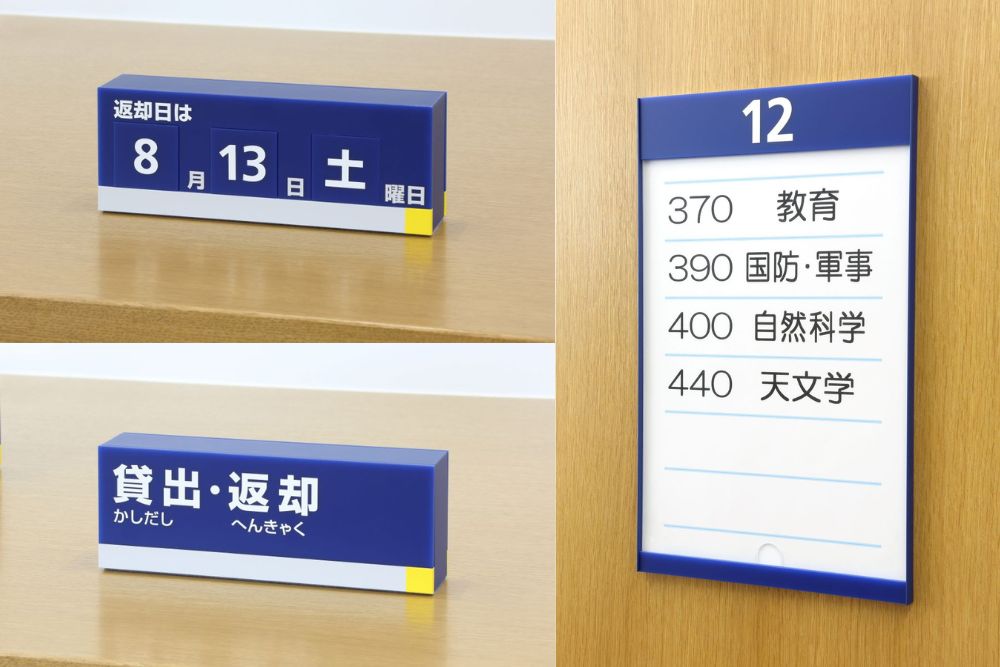 返却日は
8月13日土曜日
貸出・返却
かしだし へんきゃく
12
370 教育
390 国防・軍事
400 自然科学
440 天文学